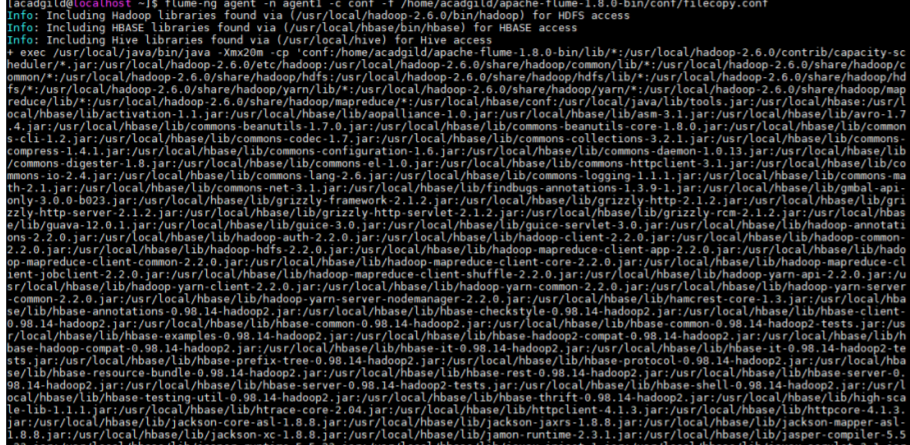 [acadgild@localhost ~]$ flume-ng agent -n agent1 -c conf -f /home/acadgild/apache-flume-1.8.0-bin/conf/filecopy.conf
Info: Including Hadoop libraries found via (/usr/local/hadoop-2.6.0/bin/hadoop) for HDFS access
Info: Including HBASE libraries found via (/usr/local/hbase/bin/hbase) for HBASE access
Info: Including Hive libraries found via (/usr/local/hive) for Hive access
+ exec /usr/local/java/bin/java -Xmx20m -cp 'conf:/home/acadgild/apache-flume-1.8.0-bin/lib/*:/usr/local/hadoop-2.6.0/contrib/capacity-sc
heduler/*.jar:/usr/local/hadoop-2.6.0/etc/hadoop:/usr/local/hadoop-2.6.0/share/hadoop/common/lib/*:/usr/local/hadoop-2.6.0/share/hadoop/co
mmon/*:/usr/local/hadoop-2.6.0/share/hadoop/hdfs:/usr/local/hadoop-2.6.0/share/hadoop/hdfs/lib/*:/usr/local/hadoop-2.6.0/share/hadoop/hd
fs/*:/usr/local/hadoop-2.6.0/share/hadoop/yarn/lib/*:/usr/local/hadoop-2.6.0/share/hadoop/yarn/*:/usr/local/hadoop-2.6.0/share/hadoop/map
reduce/lib/*:/usr/local/hadoop-2.6.0/share/hadoop/mapreduce/*:/usr/local/hbase/conf:/usr/local/java/lib/tools.jar:/usr/local/hbase:/usr/l
ocal/hbase/lib/activation-1.1.jar:/usr/local/hbase/lib/aopalliance-1.0.jar:/usr/local/hbase/lib/asm-3.1.jar:/usr/local/hbase/lib/avro-1.7
.4.jar:/usr/local/hbase/lib/commons-beanutils-1.7.0.jar:/usr/local/hbase/lib/commons-beanutils-core-1.8.0.jar:/usr/local/hbase/lib/common
s-cli-1.2.jar:/usr/local/hbase/lib/commons-codec-1.7.jar:/usr/local/hbase/lib/commons-collections-3.2.1.jar:/usr/local/hbase/lib/commons-
compress-1.4.1.jar:/usr/local/hbase/lib/commons-configuration-1.6.jar:/usr/local/hbase/lib/commons-daemon-1.0.13.jar:/usr/local/hbase/lib
/commons-digester-1.8.jar:/usr/local/hbase/lib/commons-el-1.0.jar:/usr/local/hbase/lib/commons-httpclient-3.1.jar:/usr/local/hbase/lib/co
mmons-io-2.4.jar:/usr/local/hbase/lib/commons-lang-2.6.jar:/usr/local/hbase/lib/commons-logging-1.1.1.jar:/usr/local/hbase/lib/commons-ma
th-2.1.jar:/usr/local/hbase/lib/commons-net-3.1.jar:/usr/local/hbase/lib/findbugs-annotations-1.3.9-1.jar:/usr/local/hbase/lib/gmbal-api-
only-3.0.0-b023.jar:/usr/local/hbase/lib/grizzly-framework-2.1.2.jar:/usr/local/hbase/lib/grizzly-http-2.1.2.jar:/usr/local/hbase/lib/gri
zzly-http-server-2.1.2.jar:/usr/local/hbase/lib/grizzly-http-servlet-2.1.2.jar:/usr/local/hbase/lib/grizzly-rcm-2.1.2.jar:/usr/local/hbas
e/lib/guava-12.0.1.jar:/usr/local/hbase/lib/guice-3.0.jar:/usr/local/hbase/lib/guice-servlet-3.0.jar:/usr/local/hbase/lib/hadoop-annotati
ons-2.2.0.jar:/usr/local/hbase/lib/hadoop-auth-2.2.0.jar:/usr/local/hbase/lib/hadoop-client-2.2.0.jar:/usr/local/hbase/lib/hadoop-common-
2.2.0.jar:/usr/local/hbase/lib/hadoop-hdfs-2.2.0.jar:/usr/local/hbase/lib/hadoop-mapreduce-client-app-2.2.0.jar:/usr/local/hbase/lib/hado
op-mapreduce-client-common-2.2.0.jar:/usr/local/hbase/lib/hadoop-mapreduce-client-core-2.2.0.jar:/usr/local/hbase/lib/hadoop-mapreduce-cl
ient-jobclient-2.2.0.jar:/usr/local/hbase/lib/hadoop-mapreduce-client-shuffle-2.2.0.jar:/usr/local/hbase/lib/hadoop-yarn-api-2.2.0.jar:/u
sr/local/hbase/lib/hadoop-yarn-client-2.2.0.jar:/usr/local/hbase/lib/hadoop-yarn-common-2.2.0.jar:/usr/local/hbase/lib/hadoop-yarn-server
-common-2.2.0.jar:/usr/local/hbase/lib/hadoop-yarn-server-nodemanager-2.2.0.jar:/usr/local/hbase/lib/hamcrest-core-1.3.jar:/usr/local/hba
se/lib/hbase-annotations-0.98.14-hadoop2.jar:/usr/local/hbase/lib/hbase-checkstyle-0.98.14-hadoop2.jar:/usr/local/hbase/lib/hbase-client-
0.98.14-hadoop2.jar:/usr/local/hbase/lib/hbase-common-0.98.14-hadoop2.jar:/usr/local/hbase/lib/hbase-common-0.98.14-hadoop2-tests.jar:/us
r/local/hbase/lib/hbase-examples-0.98.14-hadoop2.jar:/usr/local/hbase/lib/hbase-hadoop2-compat-0.98.14-hadoop2.jar:/usr/local/hbase/lib/h
base-hadoop-compat-0.98.14-hadoop2.jar:/usr/local/hbase/lib/hbase-it-0.98.14-hadoop2.jar:/usr/local/hbase/lib/hbase-it-0.98.14-hadoop2-te
sts.jar:/usr/local/hbase/lib/hbase-prefix-tree-0.98.14-hadoop2.jar:/usr/local/hbase/lib/hbase-protocol-0.98.14-hadoop2.jar:/usr/local/hba
se/lib/hbase-resource-bundle-0.98.14-hadoop2.jar:/usr/local/hbase/lib/hbase-rest-0.98.14-hadoop2.jar:/usr/local/hbase/lib/hbase-server-0.
98.14-hadoop2.jar:/usr/local/hbase/lib/hbase-server-0.98.14-hadoop2-tests.jar:/usr/local/hbase/lib/hbase-shell-0.98.14-hadoop2.jar:/usr/l
ocal/hbase/lib/hbase-testing-util-0.98.14-hadoop2.jar:/usr/local/hbase/lib/hbase-thrift-0.98.14-hadoop2.jar:/usr/local/hbase/lib/high-sca
le-lib-1.1.1.jar:/usr/local/hbase/lib/htrace-core-2.04.jar:/usr/local/hbase/lib/httpclient-4.1.3.jar:/usr/local/hbase/lib/httpcore-4.1.3.
jar:/usr/local/hbase/lib/jackson-core-asl-1.8.8.jar:/usr/local/hbase/lib/jackson-jaxrs-1.8.8.jar:/usr/local/hbase/lib/jackson-mapper-asl-
1.8.8.jar:/usr/local/hbase/lib/jackson-xc-1.8.8.jar:/usr/local/hbase/lib/jamon-runtime-2.3.1.jar:/usr/local/hbase/lib/jasper-compiler-5.5